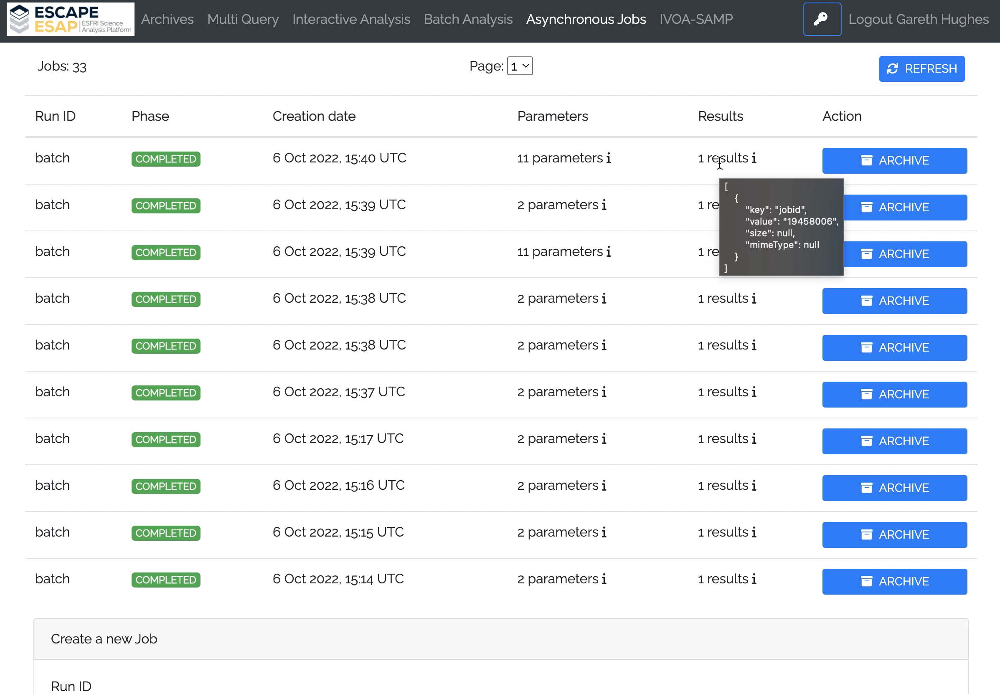 ESCAPE
ESAP ESFRI Science Analysis Platform
Archives Multi Query Interactive Analysis Batch Analysis Asynchronous Jobs IVOA-SAMP Logout Gareth Hughes
Jobs: 33 Page: 1 REFRESH
Run ID Phase Creation date Parameters Results Action
batch COMPLETED 6 Oct 2022, 15:40 UTC 11 parameters i 1 results i ARCHIVE
batch COMPLETED 6 Oct 2022, 15:39 UTC 2 parameters i 1 re ARCHIVE
batch COMPLETED 6 Oct 2022, 15:39 UTC 11 parameters i 1 re ARCHIVE
[
{
"key": "jobid",
"value": "19458006",
"size": null,
"mimeType": null
}
]
batch COMPLETED 6 Oct 2022, 15:38 UTC 2 parameters i 1 results i ARCHIVE
batch COMPLETED 6 Oct 2022, 15:38 UTC 2 parameters i 1 results i ARCHIVE
batch COMPLETED 6 Oct 2022, 15:37 UTC 2 parameters i 1 results i ARCHIVE
batch COMPLETED 6 Oct 2022, 15:17 UTC 2 parameters i 1 results i ARCHIVE
batch COMPLETED 6 Oct 2022, 15:16 UTC 2 parameters i 1 results i ARCHIVE
batch COMPLETED 6 Oct 2022, 15:15 UTC 2 parameters i 1 results i ARCHIVE
batch COMPLETED 6 Oct 2022, 15:14 UTC 2 parameters i 1 results i ARCHIVE
Create a new Job
Run ID